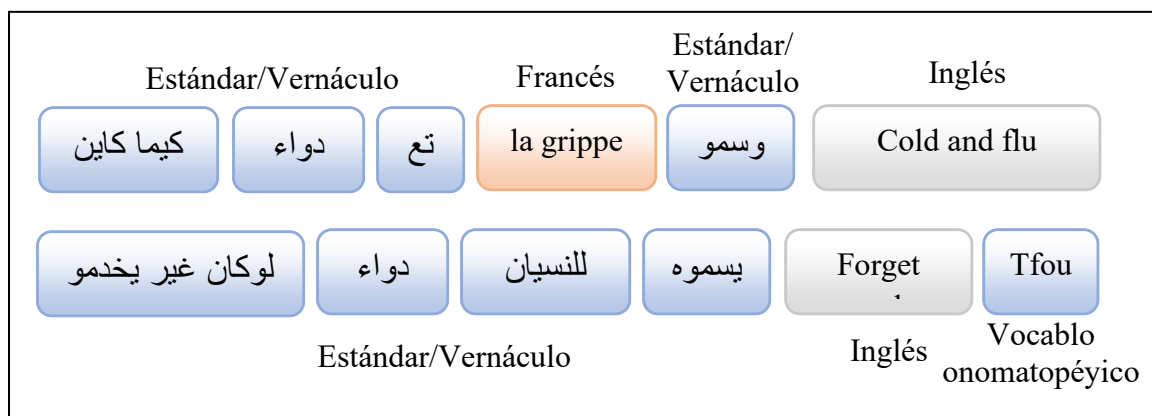 Estándar/Vernáculo Francés Estándar/ Vernáculo Inglés
كيما كاين دواء تع la grippe وسمو Cold and flu
لوكان غير يخدمو دواء للنسيان يسموه Forget Tfou
Estándar/Vernáculo Inglés Vocablo onomatopéyico